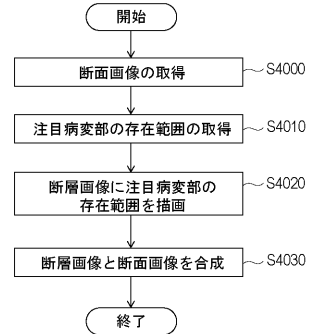 開始
断面画像の取得
S4000
注目病変部の存在範囲の取得
S4010
断層画像に注目病変部の
存在範囲を描画
S4020
断層画像と断面画像を合成
S4030
終了